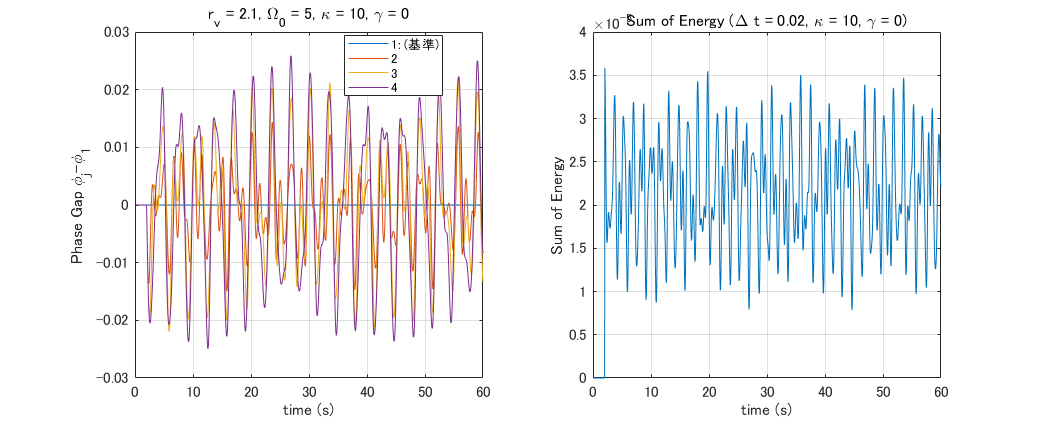 r_v = 2.1, Ω_0 = 5, κ = 10, γ = 0
0.03
0.02
0.01
0
−0.01
−0.02
−0.03
Phase Gap ϕ_j−ϕ_1
1:(基準)
2
3
4
0 10 20 30 40 50 60
time (s)
Sum of Energy (Δ t = 0.02, κ = 10, γ = 0)
4
3.5
3
2.5
2
1.5
1
0.5
0
Sum of Energy
0 10 20 30 40 50 60
time (s)